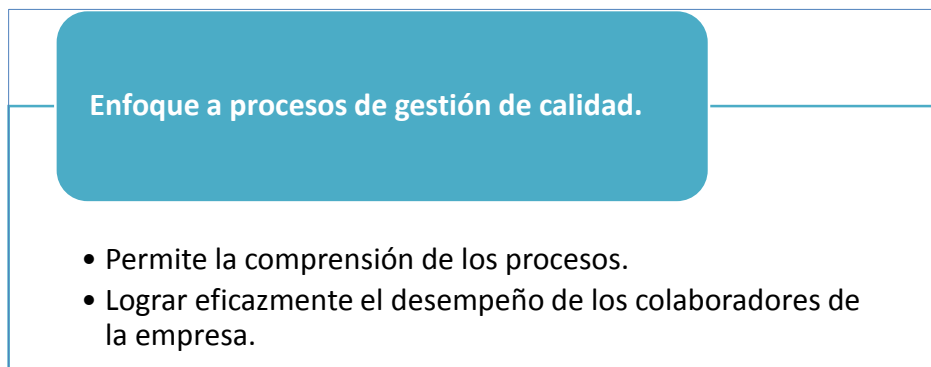 Enfoque a procesos de gestión de calidad.
• Permite la comprensión de los procesos.
• Lograr eficazmente el desempeño de los colaboradores de
la empresa.